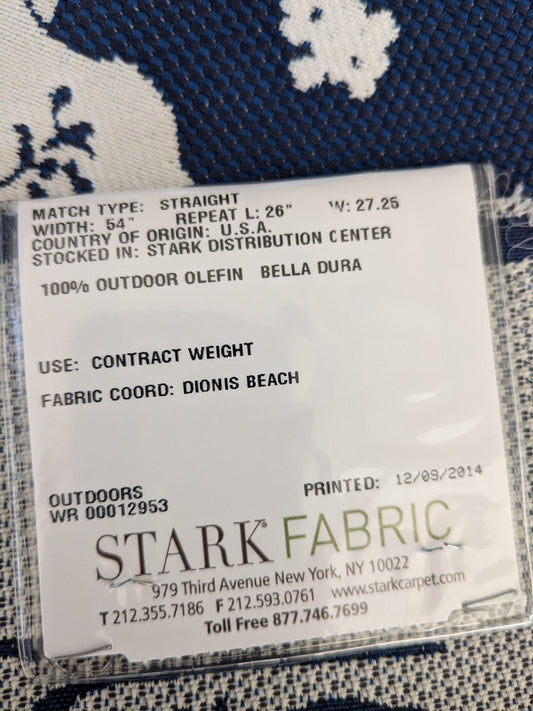 MATCH TYPE: STRAIGHT
WIDTH: 54" REPEAT L: 26" W: 27.25
COUNTRY OF ORIGIN: U.S.A.
STOCKED IN: STARK DISTRIBUTION CENTER
100% OUTDOOR OLEFIN BELLA DURA
USE: CONTRACT WEIGHT
FABRIC COORD: DIONIS BEACH
OUTDOORS PRINTED: 12/09/2014
WR 00012953
STARK® FABRIC
979 Third Avenue New York, NY 10022
T 212.355.7186 F 212.593.0761 www.starkcarpet.com
Toll Free 877.746.7699